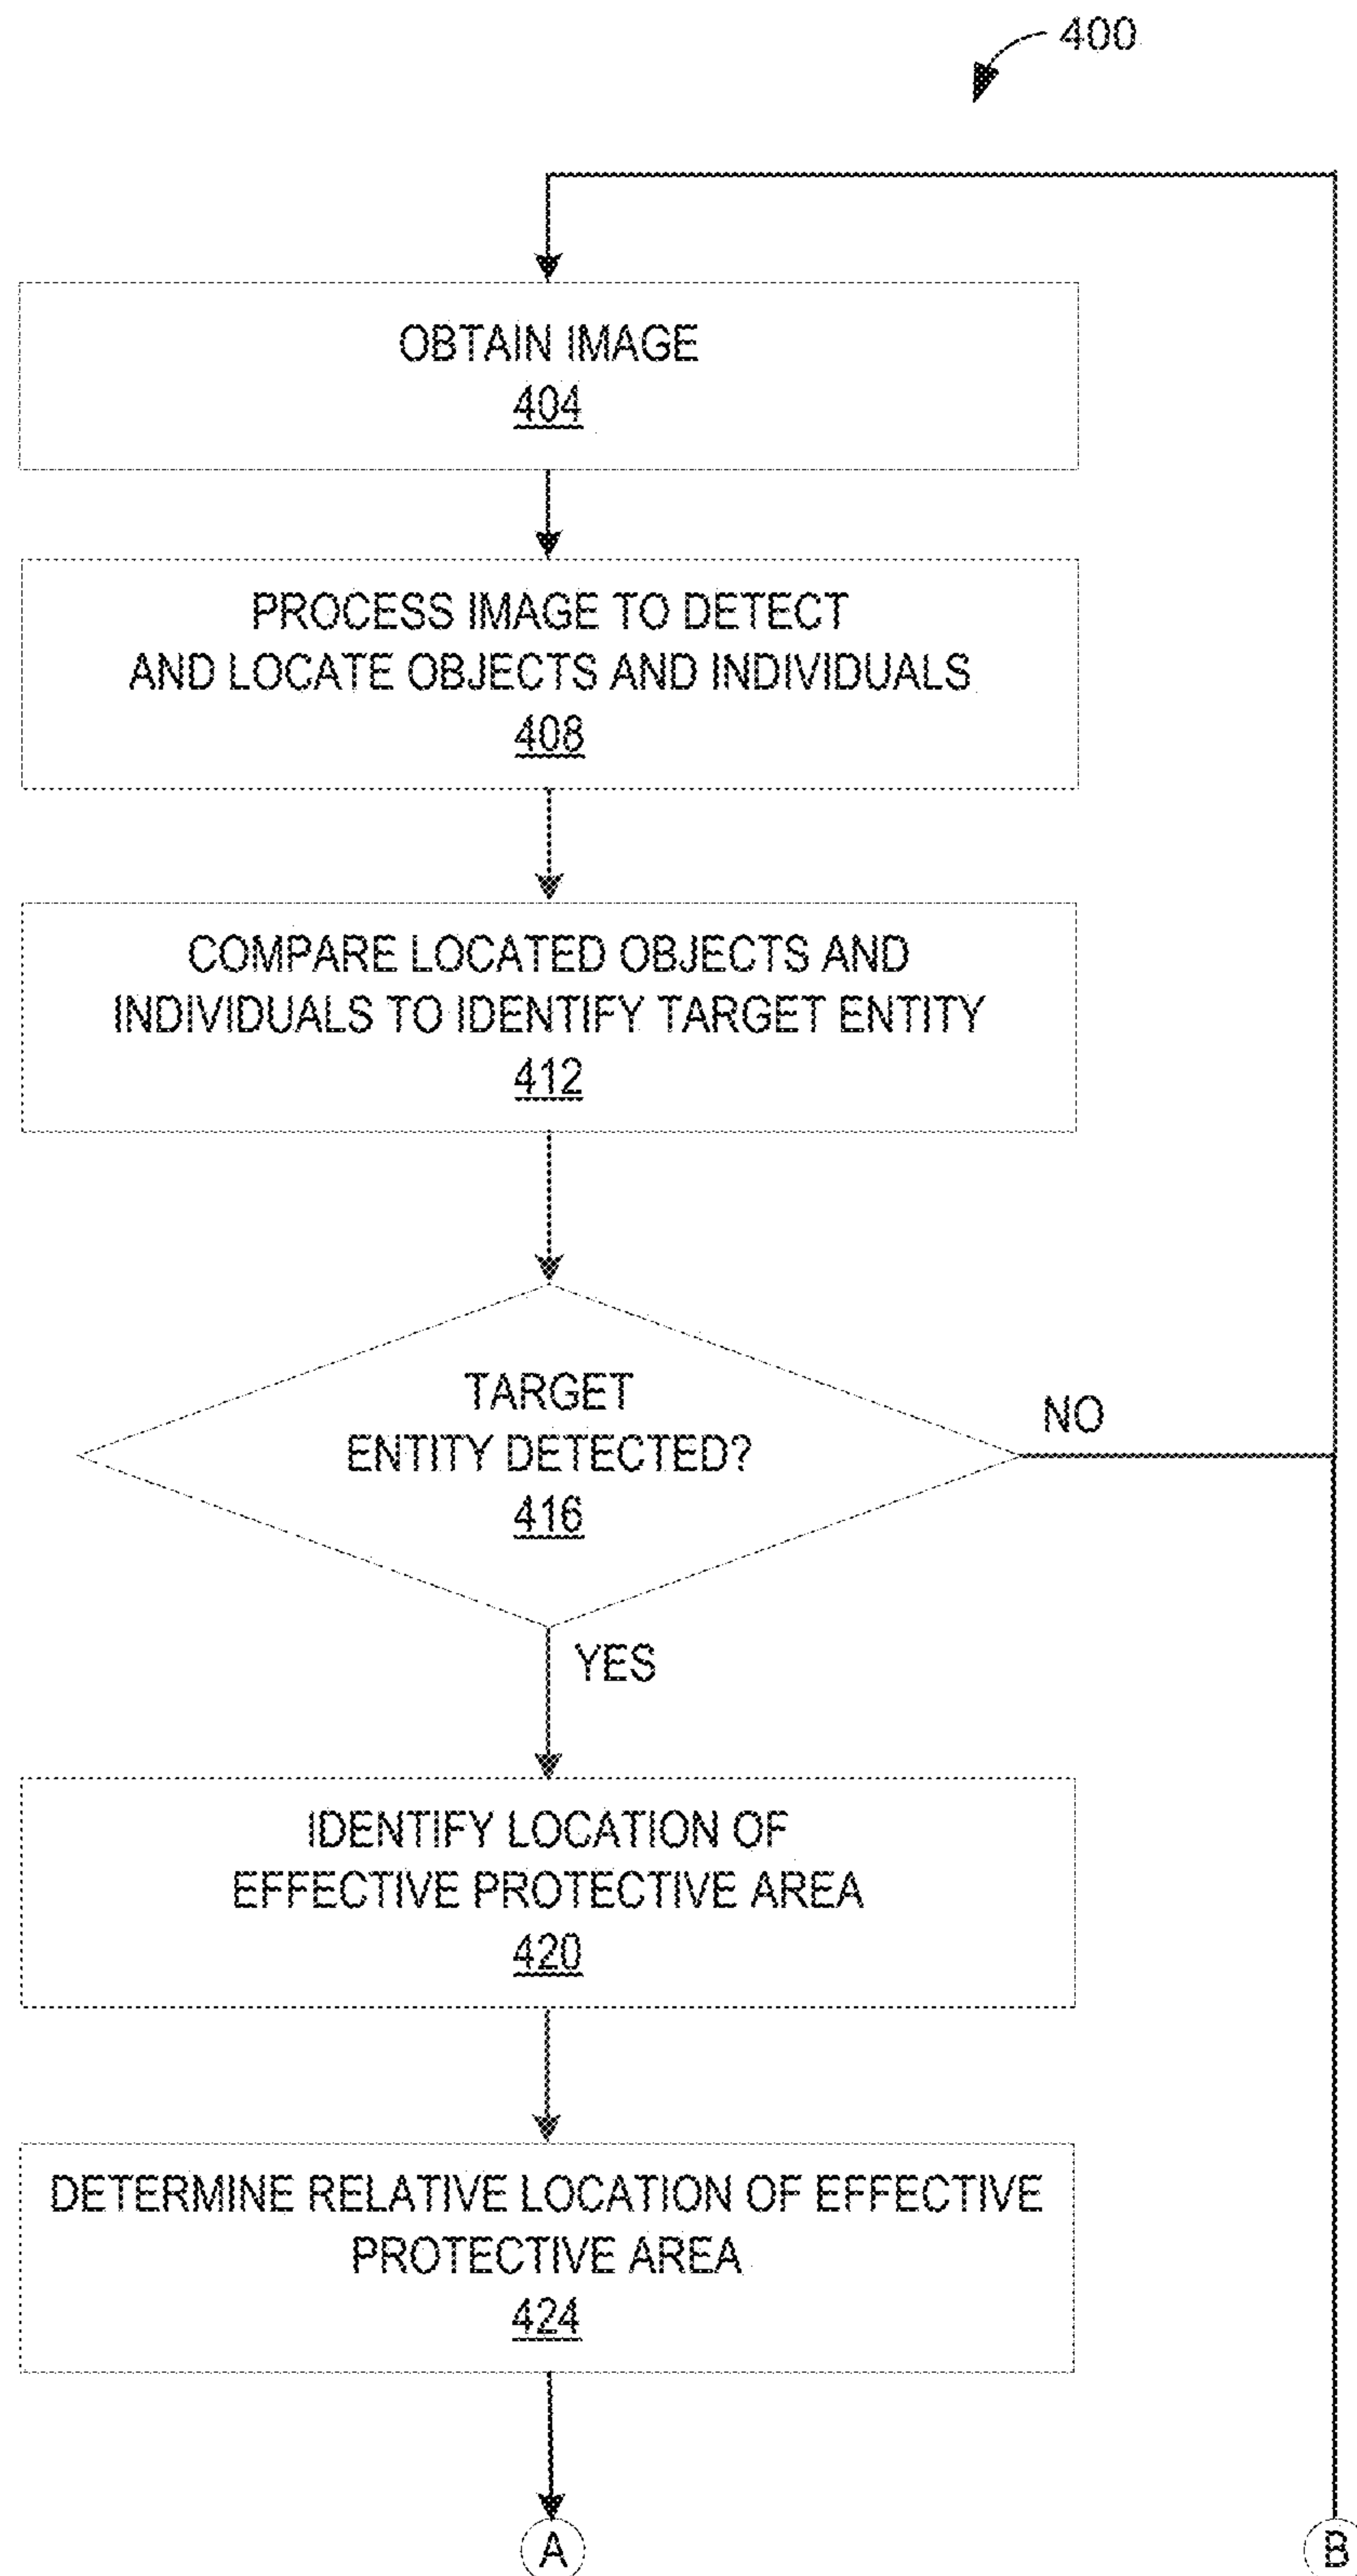 400
OBTAIN IMAGE
404
PROCESS IMAGE TO DETECT
AND LOCATE OBJECTS AND INDIVIDUALS
408
COMPARE LOCATED OBJECTS AND
INDIVIDUALS TO IDENTIFY TARGET ENTITY
412
TARGET
ENTITY DETECTED?
416
NO
YES
IDENTIFY LOCATION OF
EFFECTIVE PROTECTIVE AREA
420
DETERMINE RELATIVE LOCATION OF EFFECTIVE
PROTECTIVE AREA
424
A
B